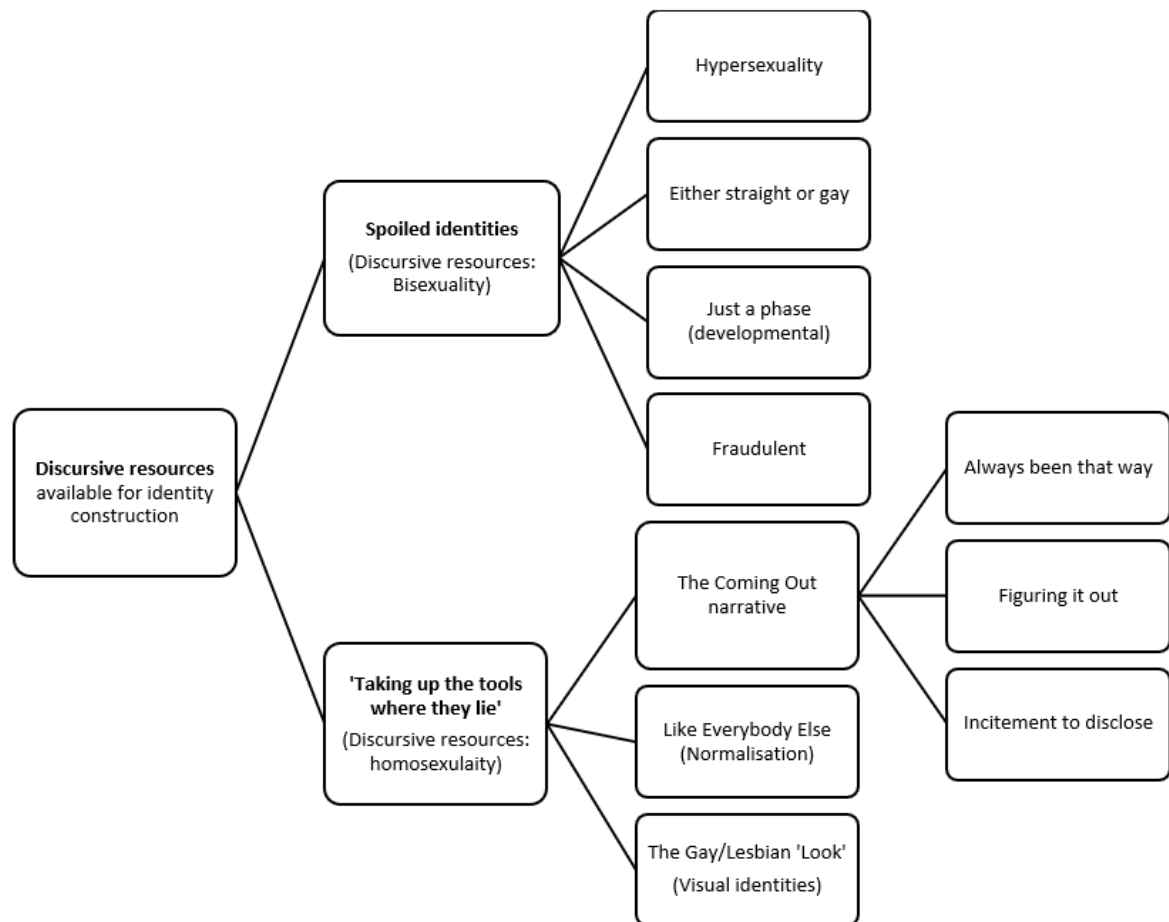 Discursive resources
available for identity
construction
Spoiled identities
(Discursive resources:
Bisexuality)
Hypersexuality
Either straight or gay
Just a phase
(developmental)
Fraudulent
'Taking up the tools
where they lie'
(Discursive resources:
homosexulaity)
The Coming Out
narrative
Always been that way
Figuring it out
Incitement to disclose
Like Everybody Else
(Normalisation)
The Gay/Lesbian 'Look'
(Visual identities)